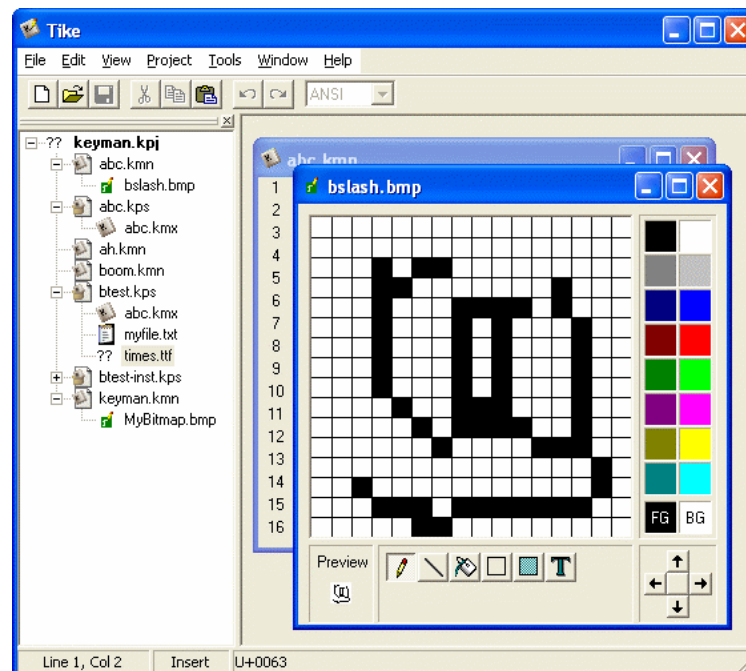 Tike
File Edit View Project Tools Window Help
ANSI
?? keyman.kpj
abc.kmn
bslash.bmp
abc.kps
abc.kmx
ah.kmn
boom.kmn
btest.kps
abc.kmx
myfile.txt
?? times.ttf
btest-inst.kps
keyman.kmn
MyBitmap.bmp
abc.kmn
1
2
3
4
5
6
7
8
9
10
11
12
13
14
15
16
bslash.bmp
FG BG
Preview
T
Line 1, Col 2 Insert U+0063